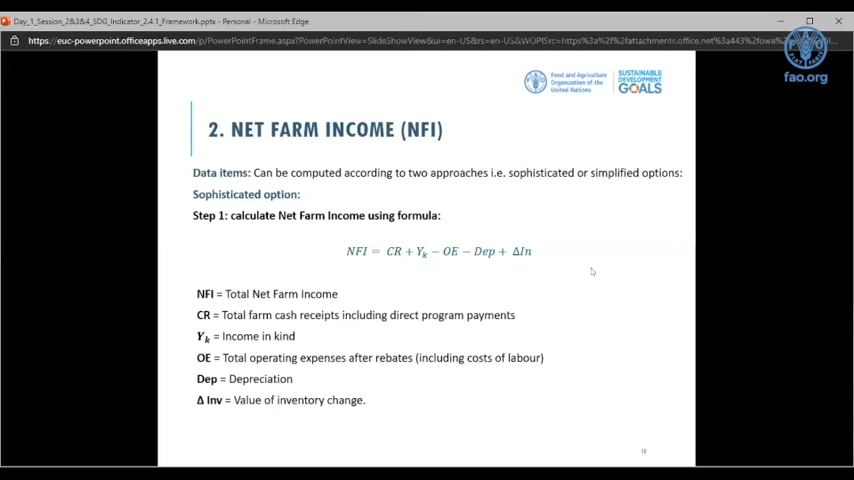 Day_1_Session_2&3&4_SDG_Indicator_2.4.1_Framework.pptx - Personal - Microsoft Edge
https://euc-powerpoint.officeapps.live.com/p/PowerPointFrame.aspx?PowerPointView=SlideShowView&ui=en-US&rs=en-US&WOPISrc=https%3a%2f%2fattachments.office.net%3a443%2fowa%2
fao.org
Food and Agriculture
Organization of the
United Nations
SUSTAINABLE
DEVELOPMENT
GOALS
2. NET FARM INCOME (NFI)
Data items: Can be computed according to two approaches i.e. sophisticated or simplified options:
Sophisticated option:
Step 1: calculate Net Farm Income using formula:
NFI = CR + Yk − OE − Dep + ΔIn
NFI = Total Net Farm Income
CR = Total farm cash receipts including direct program payments
Yk = Income in kind
OE = Total operating expenses after rebates (including costs of labour)
Dep = Depreciation
Δ Inv = Value of inventory change.